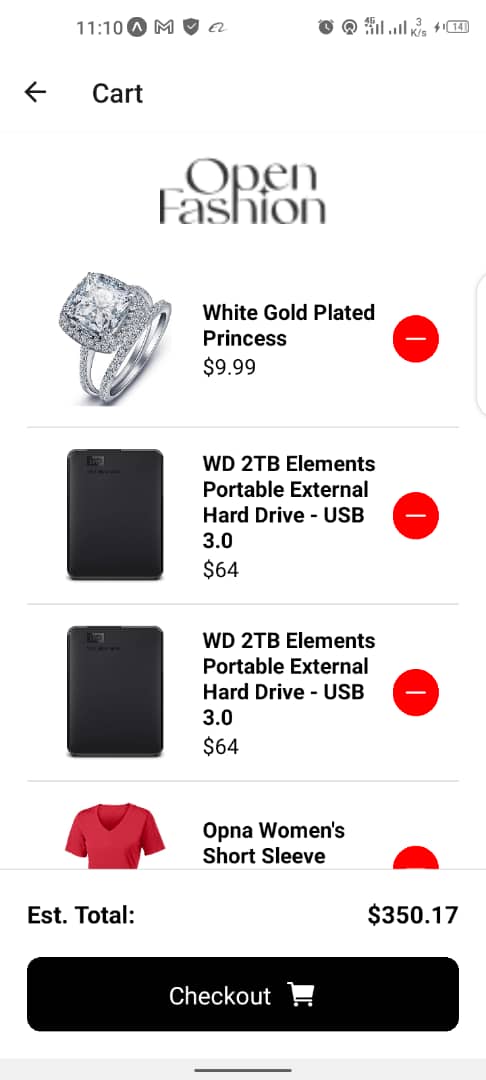 11:10
4G
3
K/s
14
Cart
Open
Fashion
White Gold Plated
Princess
$9.99
WD 2TB Elements
Portable External
Hard Drive - USB
3.0
$64
WD 2TB Elements
Portable External
Hard Drive - USB
3.0
$64
Opna Women's
Short Sleeve
Est. Total:
$350.17
Checkout